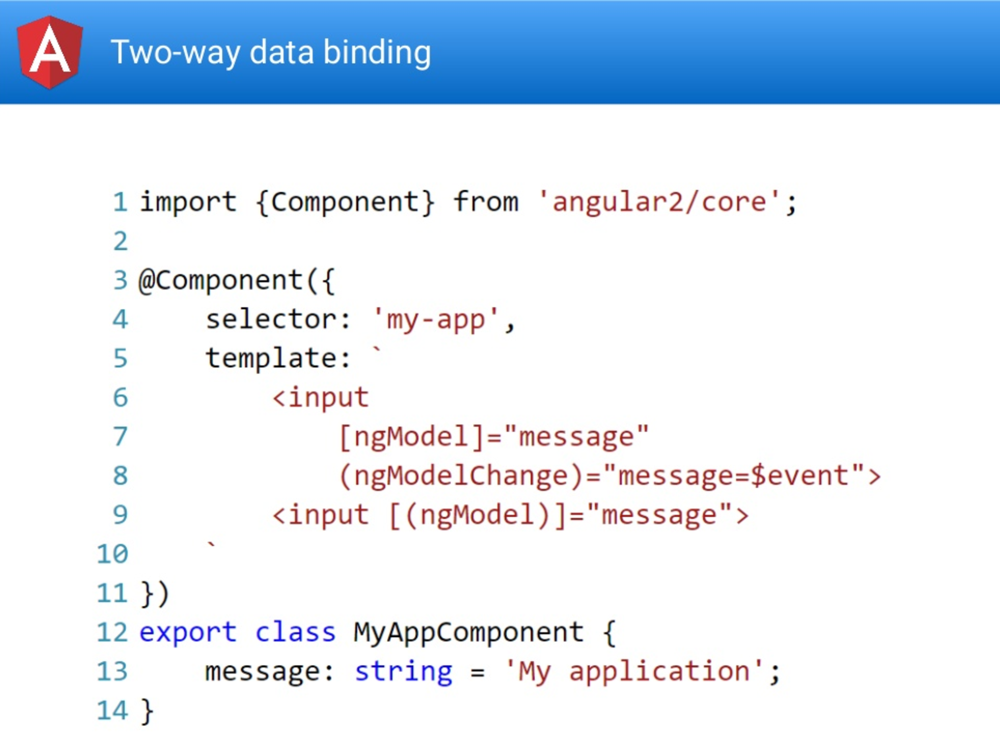 Two-way data binding
1 import {Component} from 'angular2/core';
2
3 @Component({
4     selector: 'my-app',
5     template: `
6         <input
7             [ngModel]="message"
8             (ngModelChange)="message=$event">
9         <input [(ngModel)]="message">
10     `
11 })
12 export class MyAppComponent {
13     message: string = 'My application';
14 }